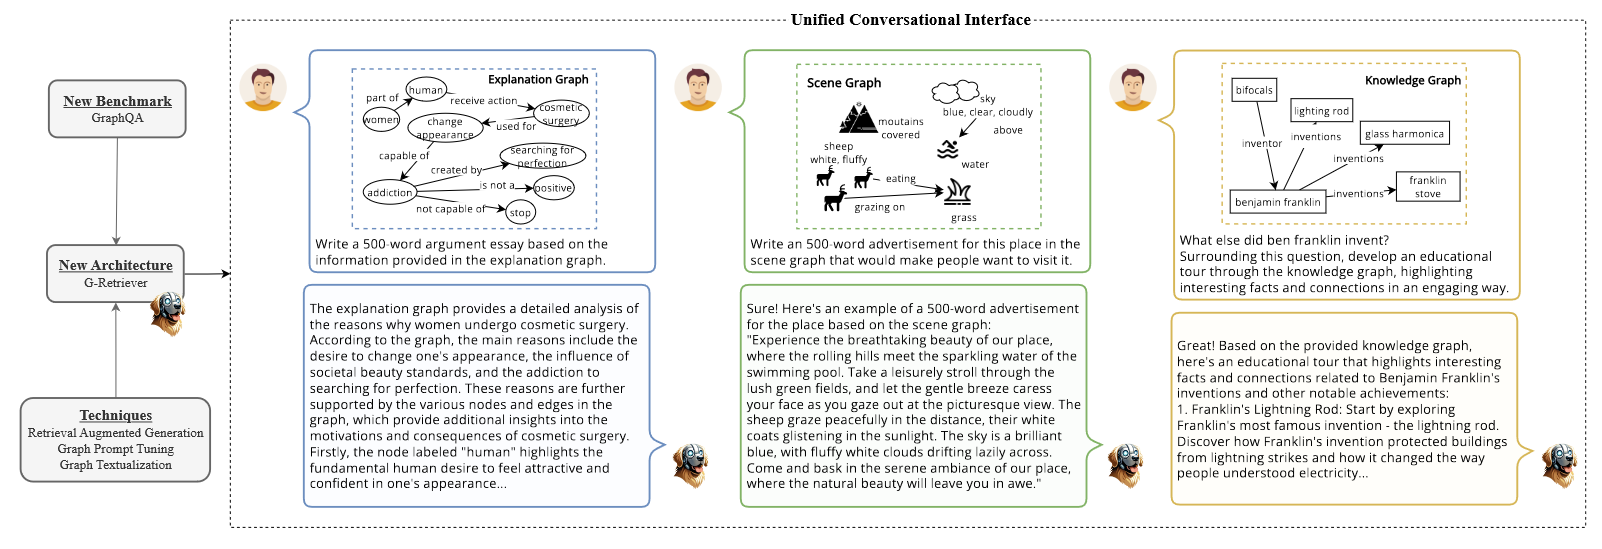 Unified Conversational Interface
New Benchmark
GraphQA
New Architecture
G-Retriever
Techniques
Retrieval Augmented Generation
Graph Prompt Tuning
Graph Textualization
Explanation Graph
human
part of
receive action
women
cosmetic
surgery
change
appearance
used for
capable of
searching for
perfection
created by
addiction
is not a
positive
not capable of
stop
Write a 500-word argument essay based on the
information provided in the explanation graph.
The explanation graph provides a detailed analysis of
the reasons why women undergo cosmetic surgery.
According to the graph, the main reasons include the
desire to change one's appearance, the influence of
societal beauty standards, and the addiction to
searching for perfection. These reasons are further
supported by the various nodes and edges in the
graph, which provide additional insights into the
motivations and consequences of cosmetic surgery.
Firstly, the node labeled "human" highlights the
fundamental human desire to feel attractive and
confident in one's appearance...
Scene Graph
sky
blue, clear, cloudly
moutains
covered
above
sheep
white, fluffy
water
eating
grazing on
grass
Write an 500-word advertisement for this place in the
scene graph that would make people want to visit it.
Sure! Here's an example of a 500-word advertisement
for the place based on the scene graph:
"Experience the breathtaking beauty of our place,
where the rolling hills meet the sparkling water of the
swimming pool. Take a leisurely stroll through the
lush green fields, and let the gentle breeze caress
your face as you gaze out at the picturesque view. The
sheep graze peacefully in the distance, their white
coats glistening in the sunlight. The sky is a brilliant
blue, with fluffy white clouds drifting lazily across.
Come and bask in the serene ambiance of our place,
where the natural beauty will leave you in awe."
Knowledge Graph
bifocals
lighting rod
glass harmonica
inventor
inventions
inventions
franklin
stove
inventions
benjamin franklin
What else did ben franklin invent?
Surrounding this question, develop an educational
tour through the knowledge graph, highlighting
interesting facts and connections in an engaging way.
Great! Based on the provided knowledge graph,
here's an educational tour that highlights interesting
facts and connections related to Benjamin Franklin's
inventions and other notable achievements:
1. Franklin's Lightning Rod: Start by exploring
Franklin's most famous invention - the lightning rod.
Discover how Franklin's invention protected buildings
from lightning strikes and how it changed the way
people understood electricity...